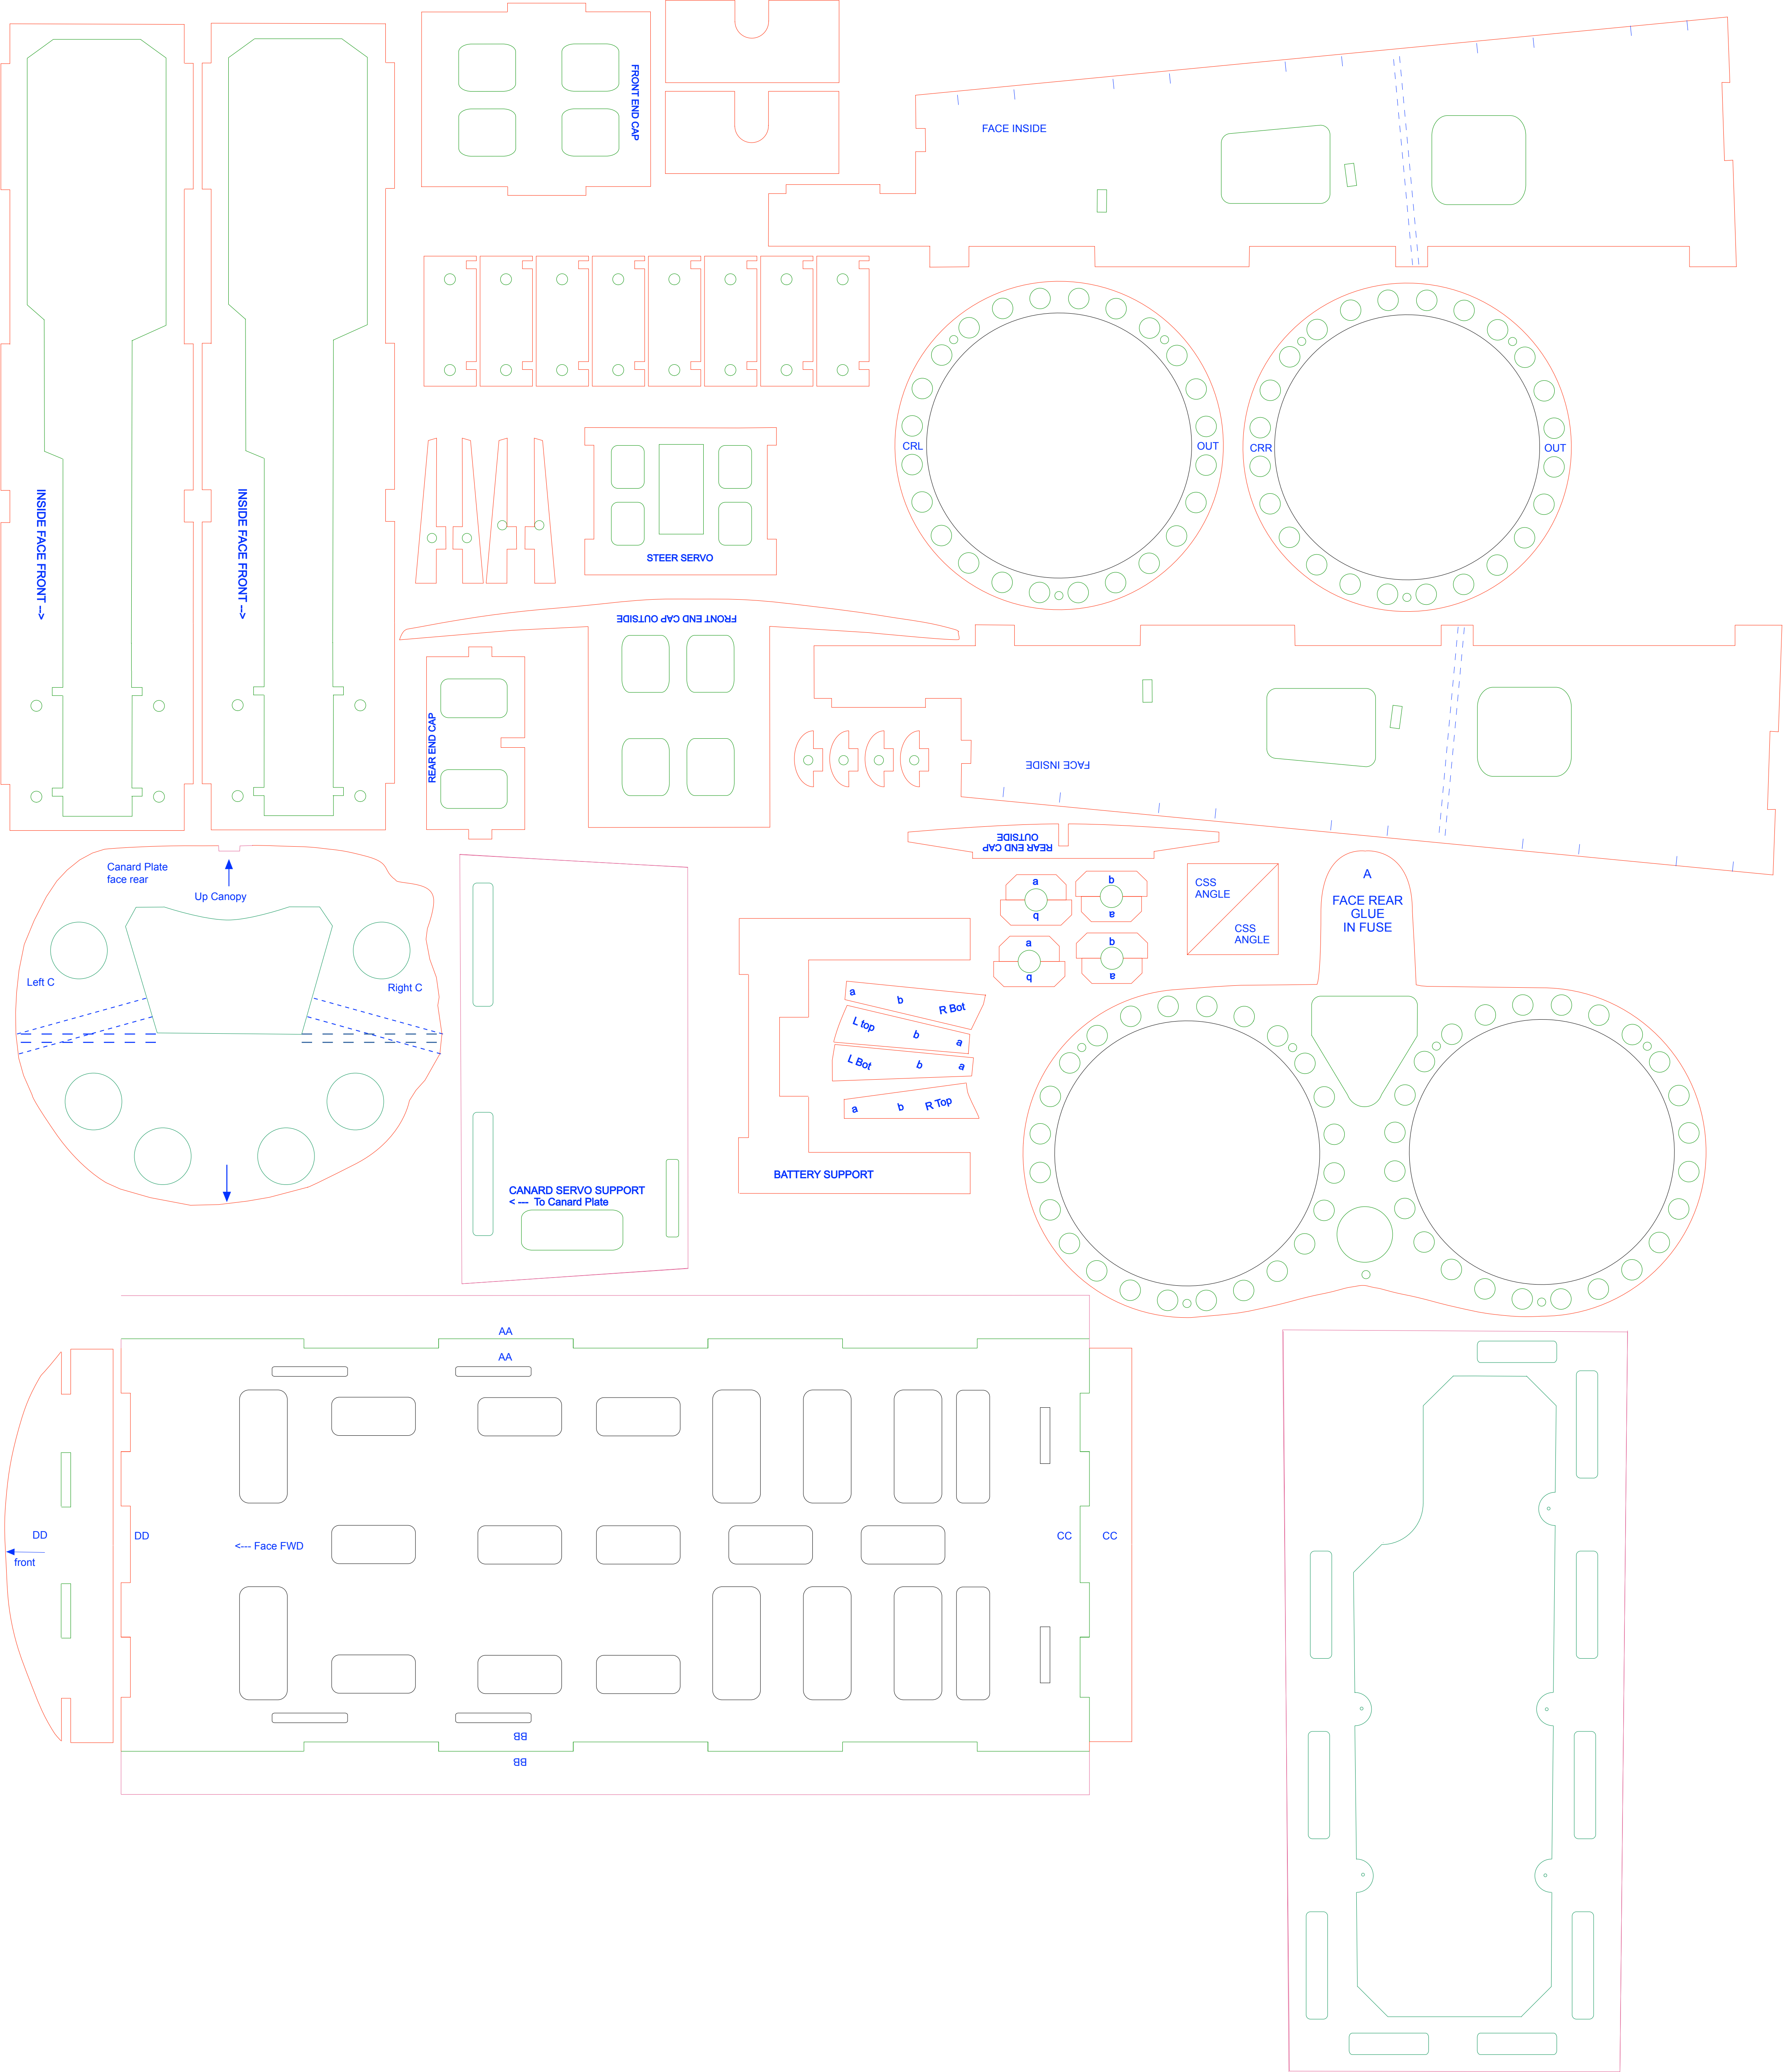 INSIDE FACE FRONT -->
INSIDE FACE FRONT -->
FRONT END CAP
FACE INSIDE
CRL
OUT
CRR
OUT
STEER SERVO
FRONT END CAP OUTSIDE
REAR END CAP
FACE INSIDE
REAR END CAP
OUTSIDE
Canard Plate
face rear
Up Canopy
Left C
Right C
a
b
b
a
a
b
b
a
CSS
ANGLE
CSS
ANGLE
A
FACE REAR
GLUE
IN FUSE
a b R Bot
L top b a
L Bot b a
a b R Top
BATTERY SUPPORT
CANARD SERVO SUPPORT
< --- To Canard Plate
AA
AA
DD
front
DD
<--- Face FWD
CC
CC
BB
BB